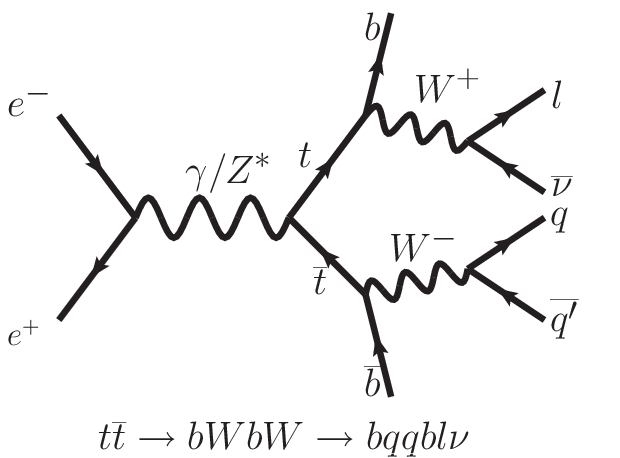 b
W⁺
l
e⁻
t
γ/Z*
ν̅
q
W⁻
t̅
q̅′
e⁺
b̅
tt̅ → bWbW → bqqblν